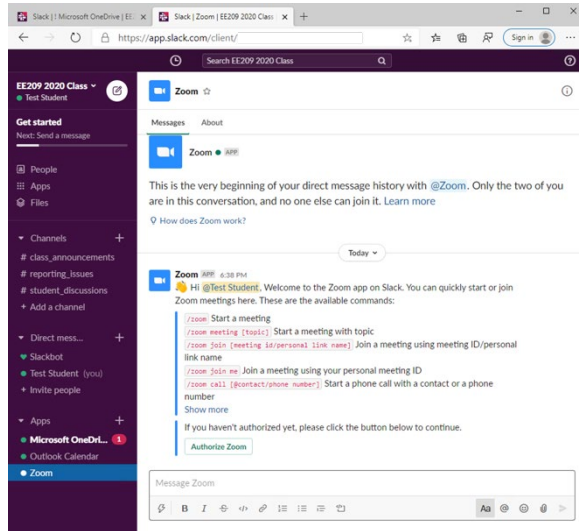 Slack | ! Microsoft OneDrive | EE
Slack | Zoom | EE209 2020 Class
https://app.slack.com/client/
Sign in
Search EE209 2020 Class
EE209 2020 Class
Test Student
Get started
Next: Send a message
People
Apps
Files
Channels
# class_announcements
# reporting_issues
# student_discussions
+ Add a channel
Direct mess...
Slackbot
Test Student (you)
+ Invite people
Apps
Microsoft OneDri... 1
Outlook Calendar
Zoom
Zoom
Messages About
Zoom APP
This is the very beginning of your direct message history with @Zoom. Only the two of you
are in this conversation, and no one else can join it. Learn more
How does Zoom work?
Today
Zoom APP 6:38 PM
Hi @Test Student, Welcome to the Zoom app on Slack. You can quickly start or join
Zoom meetings here. These are the available commands:
/zoom Start a meeting
/zoom meeting [topic] Start a meeting with topic
/zoom join [meeting id/personal link name] Join a meeting using meeting ID/personal
link name
/zoom join me Join a meeting using your personal meeting ID
/zoom call [@contact/phone number] Start a phone call with a contact or a phone
number
Show more
If you haven't authorized yet, please click the button below to continue.
Authorize Zoom
Message Zoom
B I Aa @